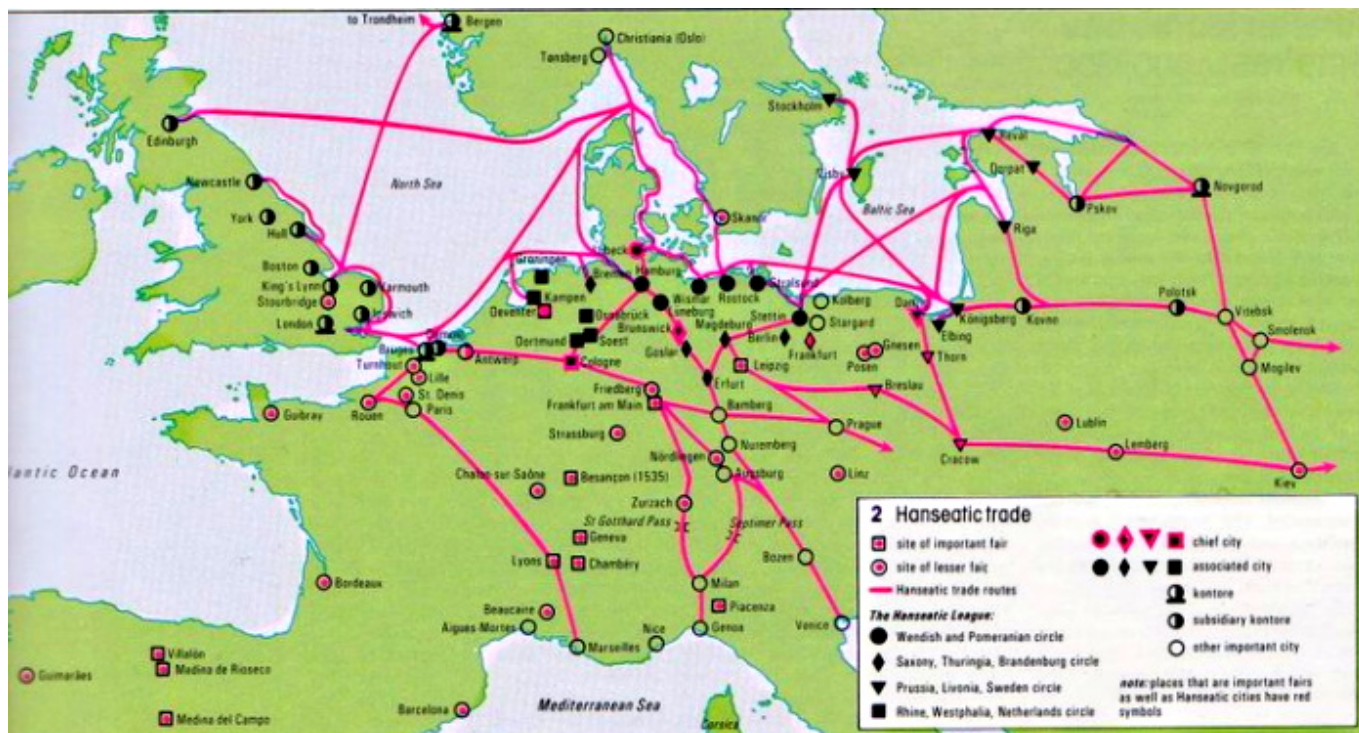 to Trondheim
Bergen
Christiania (Oslo)
Tønsberg
Stockholm
Edinburgh
Reval
Dorpat
Newcastle
North Sea
Visby
Baltic Sea
Pskov
Novgorod
York
Hull
Skanör
Riga
Boston
Groningen
Lübeck
Bremen
Hamburg
King's Lynn
Yarmouth
Kampen
Wismar
Rostock
Stralsund
Kolberg
Stourbridge
Deventer
Lüneburg
Danzig
Königsberg
Kovno
Polotsk
Vitebsk
London
Ipswich
Osnabrück
Brunswick
Magdeburg
Stettin
Stargard
Elbing
Smolensk
Bruges
Dortmund
Soest
Goslar
Berlin
Frankfurt
Gnesen
Posen
Thorn
Mogilev
Turnhout
Antwerp
Cologne
Leipzig
Lille
Friedberg
Erfurt
Breslau
St. Denis
Frankfurt am Main
Bamberg
Prague
Guibray
Rouen
Paris
Lublin
Strassburg
Nuremberg
Cracow
Lemberg
Nördlingen
Atlantic Ocean
Chalon-sur-Saône
Besançon (1535)
Augsburg
Linz
Kiev
Zurzach
St Gotthard Pass
Septimer Pass
Geneva
Bozen
Lyons
Chambéry
Milan
Bordeaux
Piacenza
Beaucaire
Aigues-Mortes
Nice
Genoa
Venice
Marseilles
Villalón
Medina de Rioseco
Guimarães
Medina del Campo
Barcelona
Mediterranean Sea
Corsica
2 Hanseatic trade
site of important fair
site of lesser fair
Hanseatic trade routes
The Hanseatic League:
Wendish and Pomeranian circle
Saxony, Thuringia, Brandenburg circle
Prussia, Livonia, Sweden circle
Rhine, Westphalia, Netherlands circle
chief city
associated city
kontore
subsidiary kontore
other important city
note: places that are important fairs
as well as Hanseatic cities have red
symbols